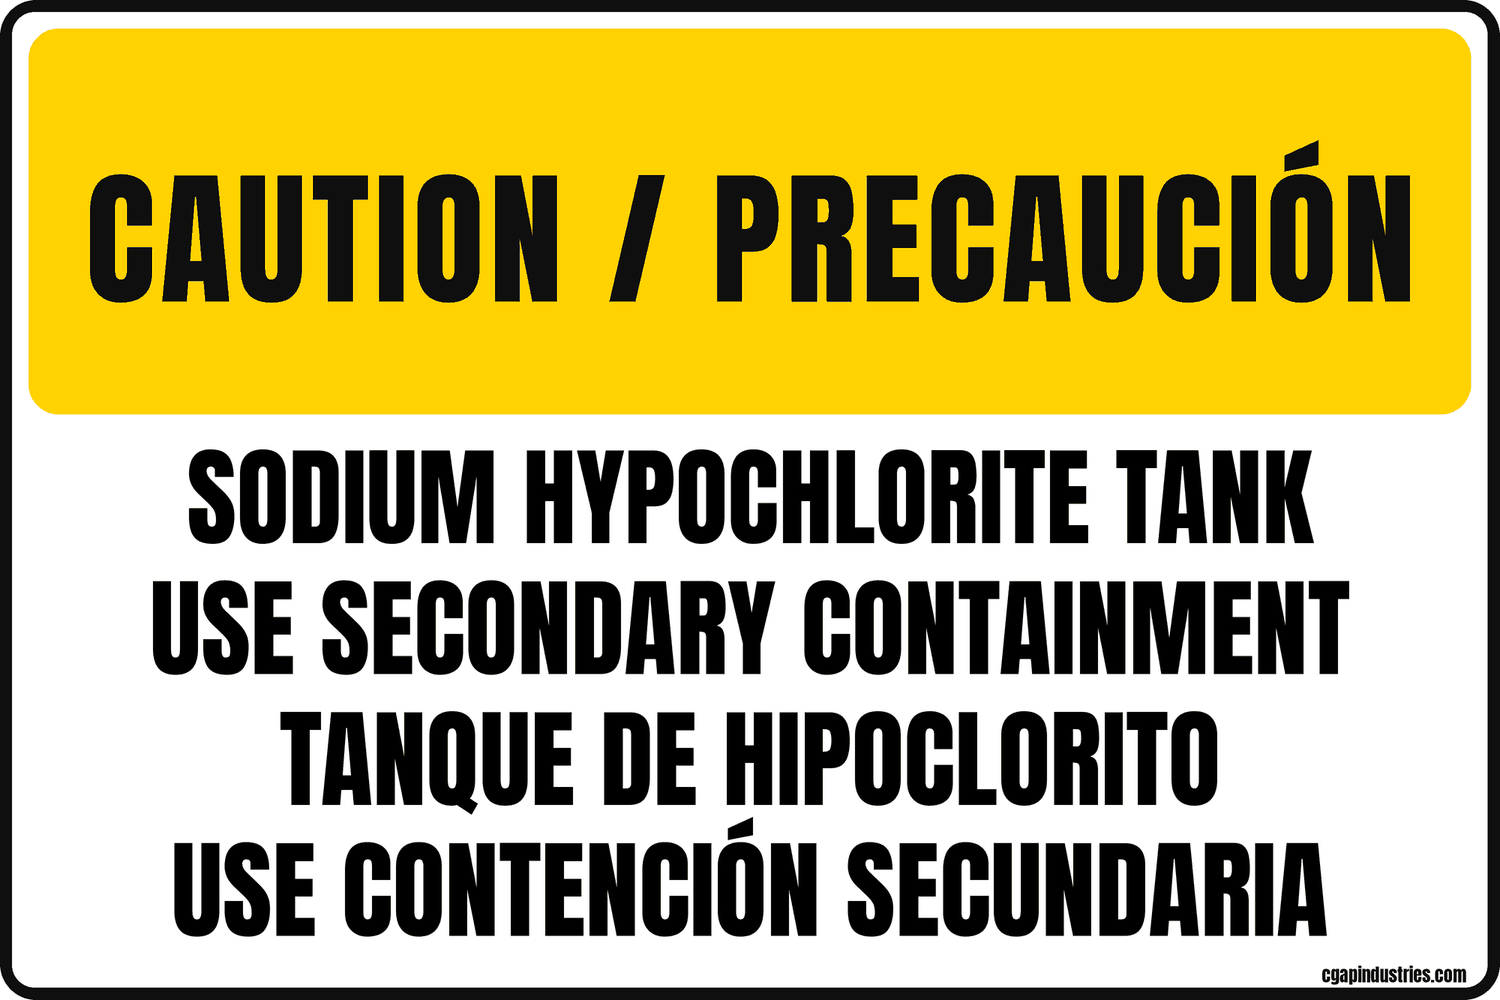 CAUTION / PRECAUCIÓN
SODIUM HYPOCHLORITE TANK
USE SECONDARY CONTAINMENT
TANQUE DE HIPOCLORITO
USE CONTENCIÓN SECUNDARIA
cgapindustries.com